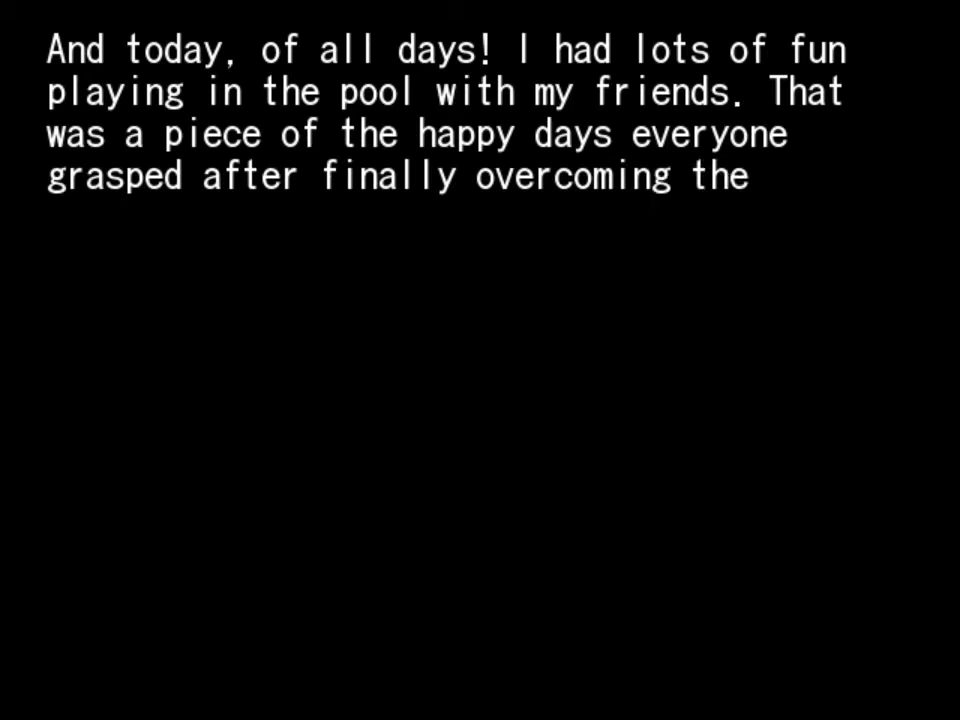 And today, of all days! I had lots of fun
playing in the pool with my friends. That
was a piece of the happy days everyone
grasped after finally overcoming the